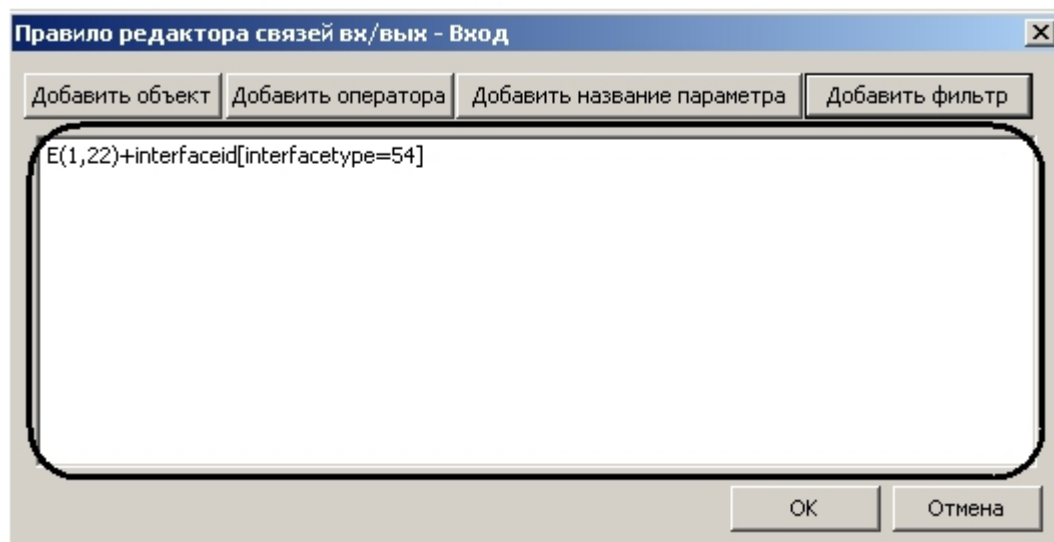 Правило редактора связей вх/вых - Вход
Добавить объект Добавить оператора Добавить название параметра Добавить фильтр
E(1,22)+interfaceid[interfacetype=54]
OK Отмена